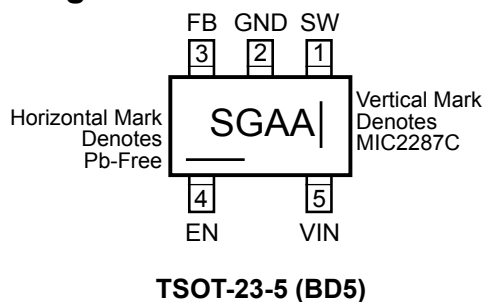 FB GND SW
3 2 1
Horizontal Mark
Denotes
Pb-Free
SGAA
Vertical Mark
Denotes
MIC2287C
4 5
EN VIN
TSOT-23-5 (BD5)